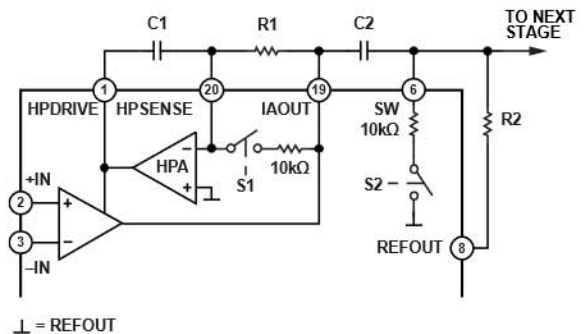 C1
R1
C2
TO NEXT
STAGE
1
20
19
6
HPDRIVE
HPSENSE
IAOUT
SW
10kΩ
R2
HPA
–
+
S1
10kΩ
S2
+IN
2
+
3
–
–IN
REFOUT
8
⊥ = REFOUT